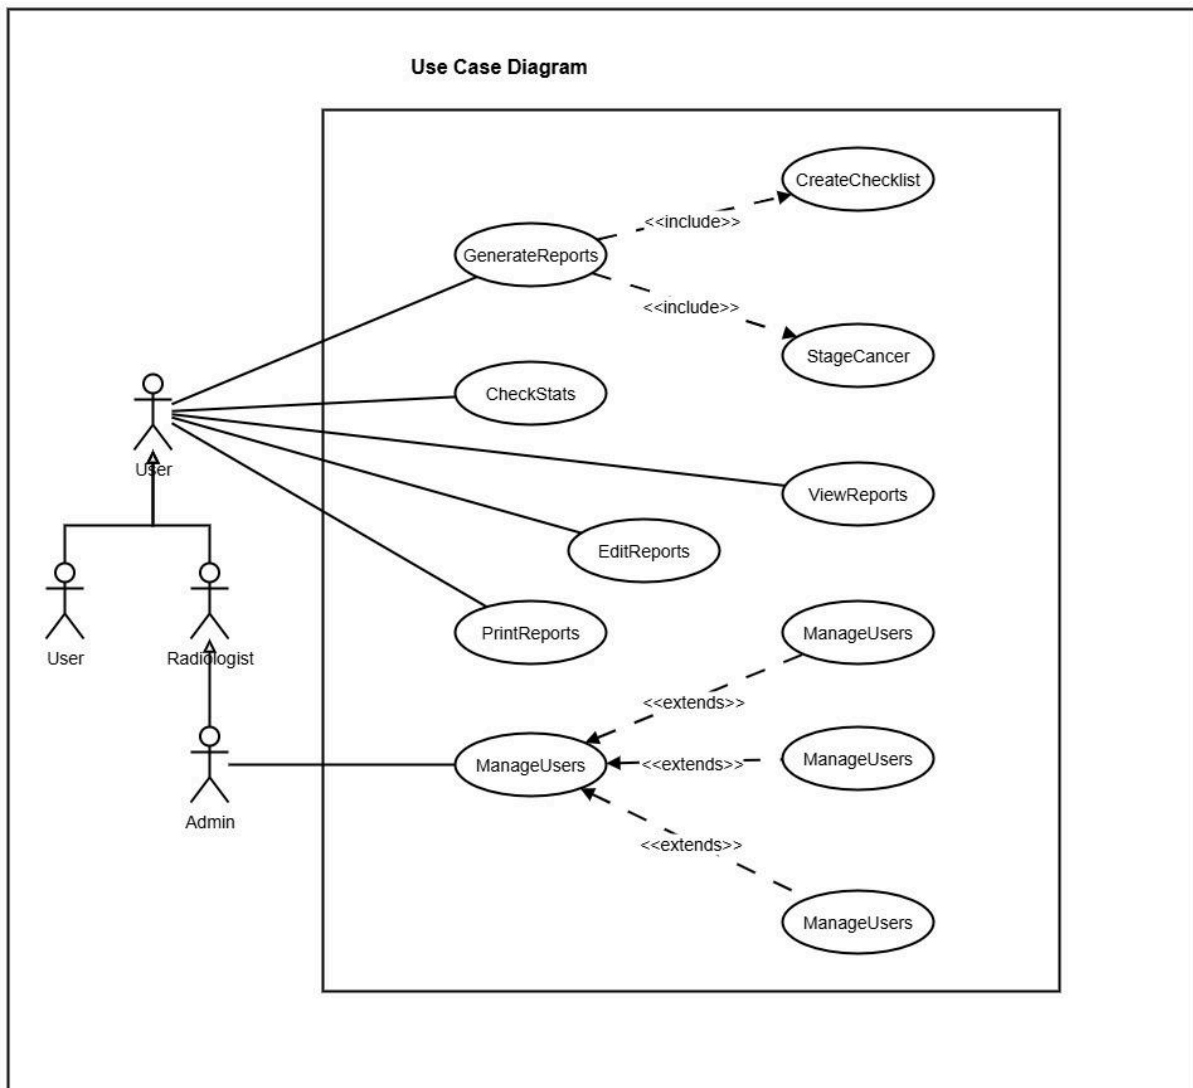 Use Case Diagram
CreateChecklist
<<include>>
GenerateReports
<<include>>
StageCancer
CheckStats
User
ViewReports
EditReports
PrintReports
ManageUsers
User
Radiologist
<<extends>>
ManageUsers
<<extends>>
ManageUsers
Admin
<<extends>>
ManageUsers